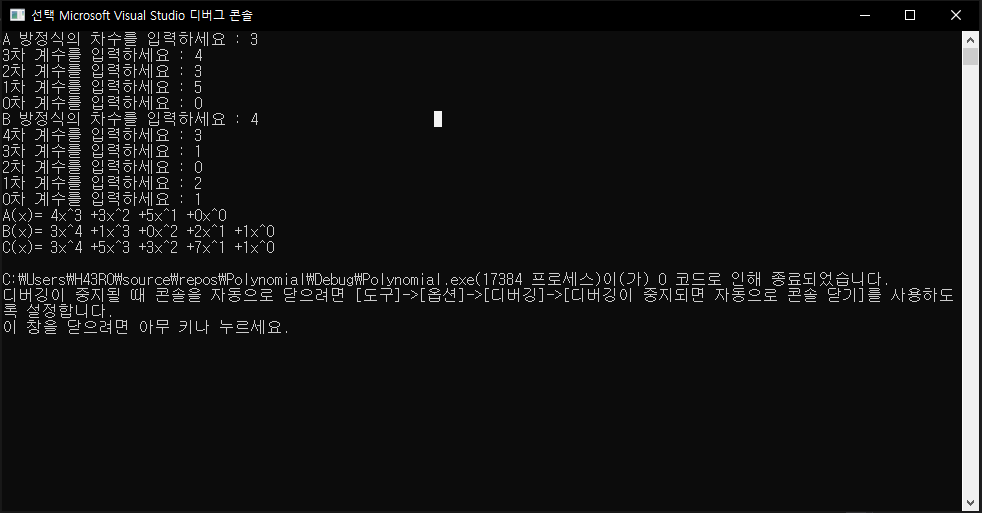 선택 Microsoft Visual Studio 디버그 콘솔
A 방정식의 차수를 입력하세요 : 3
3차 계수를 입력하세요 : 4
2차 계수를 입력하세요 : 3
1차 계수를 입력하세요 : 5
0차 계수를 입력하세요 : 0
B 방정식의 차수를 입력하세요 : 4
4차 계수를 입력하세요 : 3
3차 계수를 입력하세요 : 1
2차 계수를 입력하세요 : 0
1차 계수를 입력하세요 : 2
0차 계수를 입력하세요 : 1
A(x)= 4x^3 +3x^2 +5x^1 +0x^0
B(x)= 3x^4 +1x^3 +0x^2 +2x^1 +1x^0
C(x)= 3x^4 +5x^3 +3x^2 +7x^1 +1x^0
C:₩Users₩H43RO₩source₩repos₩Polynomial₩Debug₩Polynomial.exe(17384 프로세스)이(가) 0 코드로 인해 종료되었습니다.
디버깅이 중지될 때 콘솔을 자동으로 닫으려면 [도구]->[옵션]->[디버깅]->[디버깅이 중지되면 자동으로 콘솔 닫기]를 사용하도
록 설정합니다.
이 창을 닫으려면 아무 키나 누르세요.